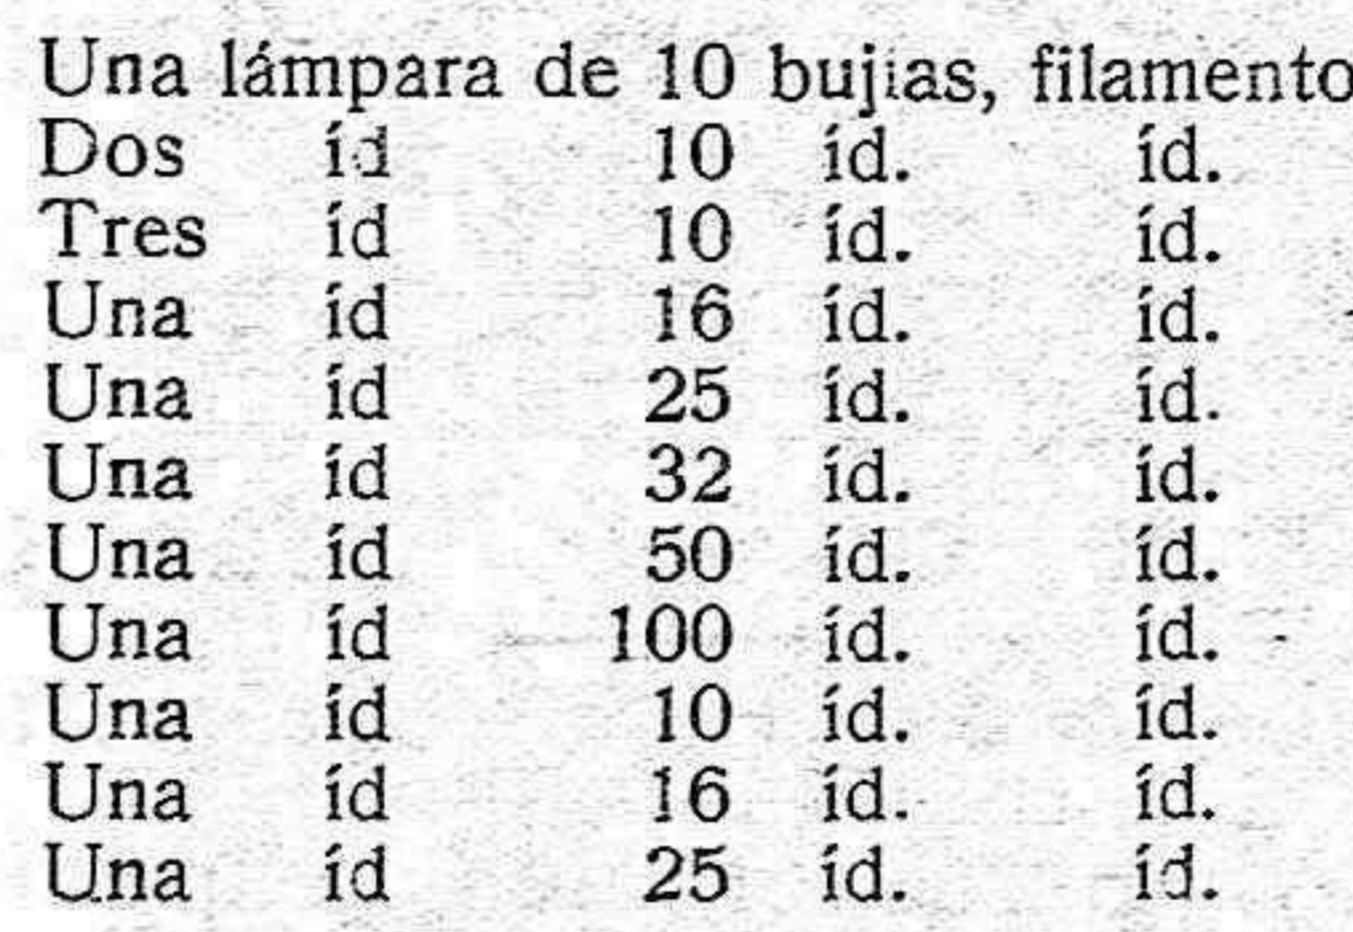 Una lámpara de 10 bujias, filamento
Dos íd 10 íd. íd.
Tres íd 10 íd. íd.
Una íd 16 íd. íd.
Una íd 25 íd. íd.
Una íd 32 íd. íd.
Una íd 50 íd. íd.
Una íd 100 íd. íd.
Una íd 10 íd. íd.
Una íd 16 íd. íd.
Una íd 25 íd. íd.